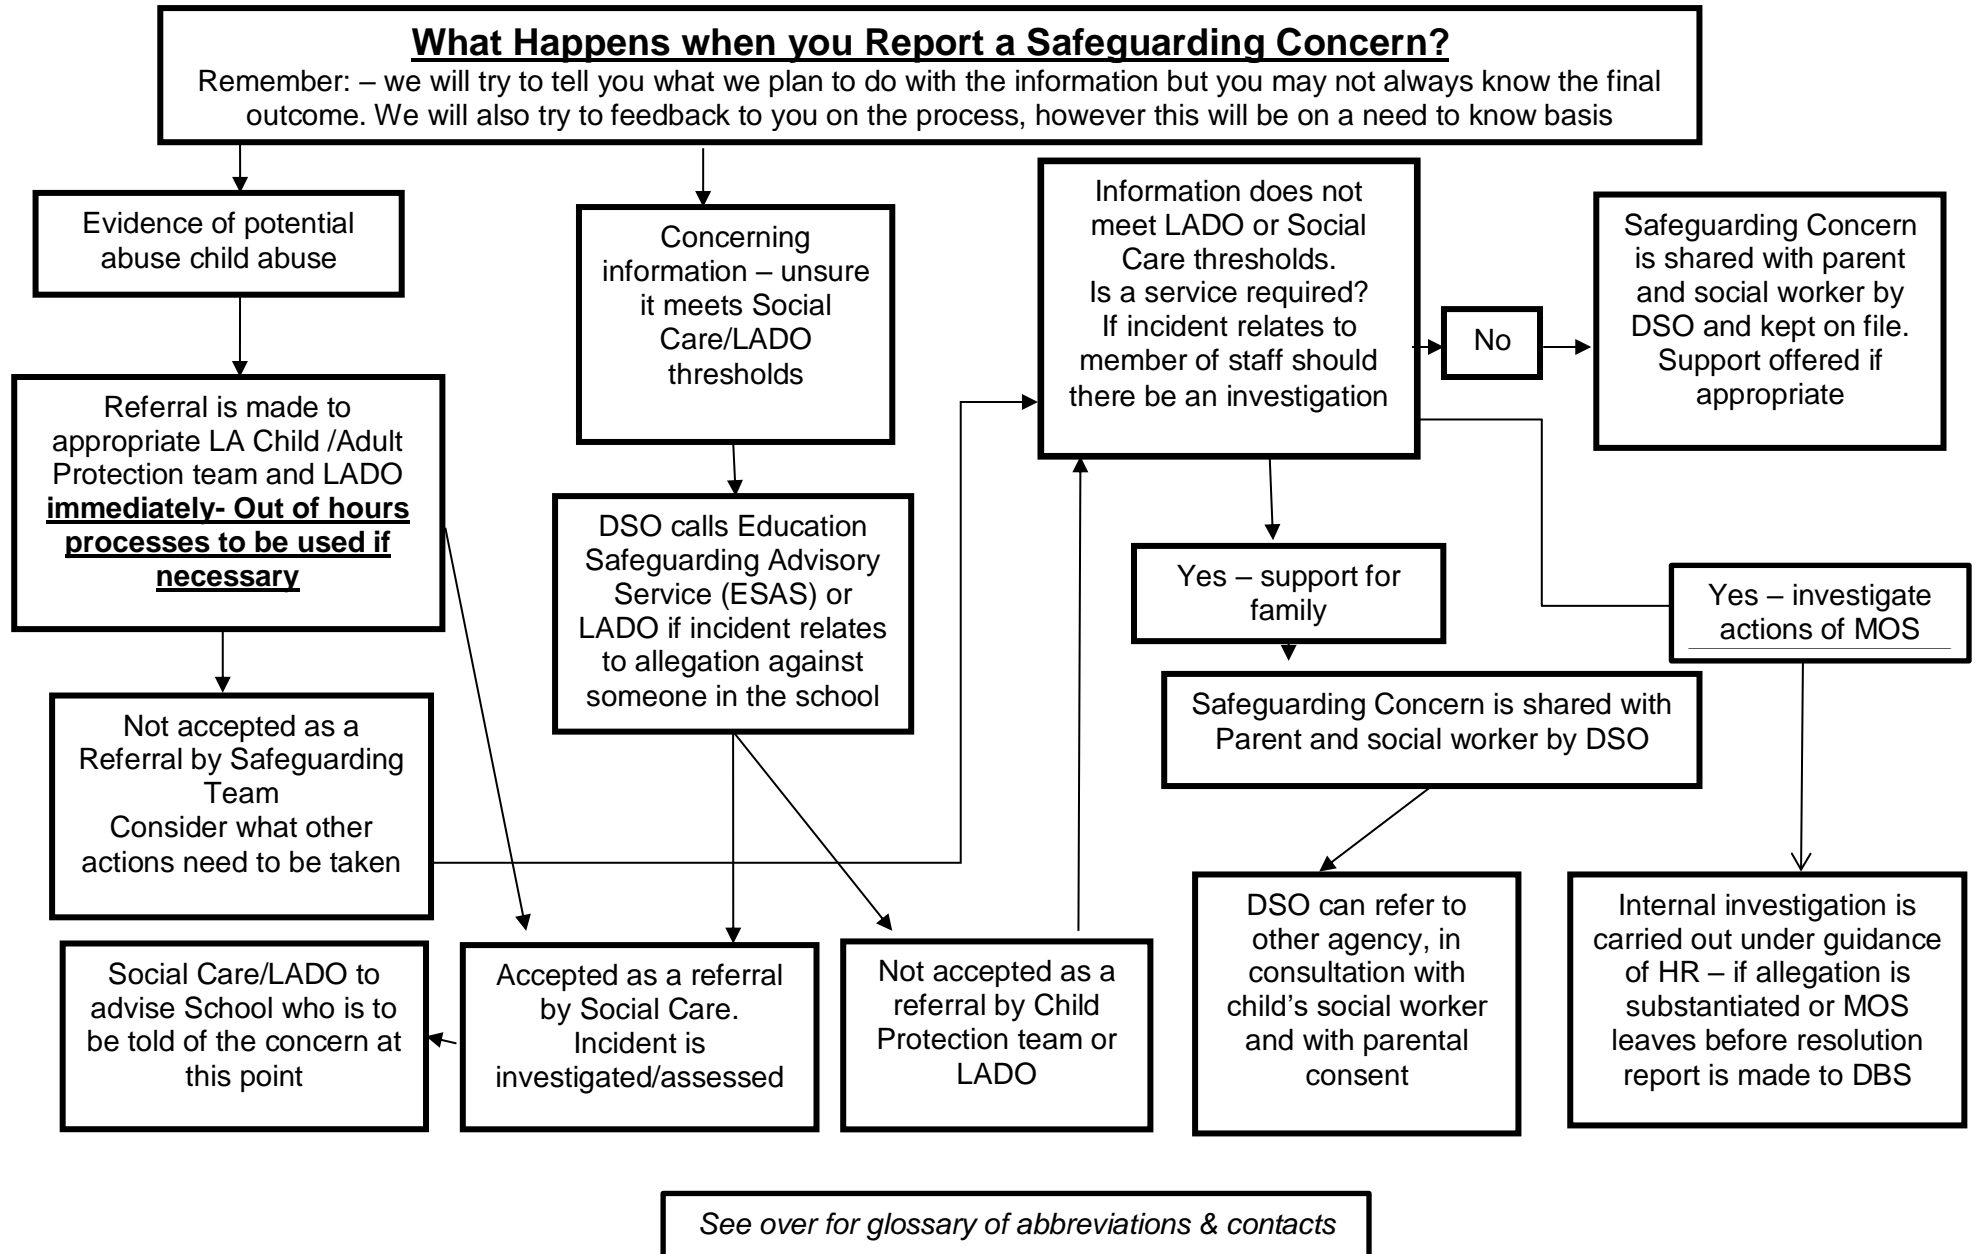 What Happens when you Report a Safeguarding Concern?
Remember: – we will try to tell you what we plan to do with the information but you may not always know the final
outcome. We will also try to feedback to you on the process, however this will be on a need to know basis
Evidence of potential
abuse child abuse
Referral is made to
appropriate LA Child /Adult
Protection team and LADO
immediately- Out of hours
processes to be used if
necessary
Not accepted as a
Referral by Safeguarding
Team
Consider what other
actions need to be taken
Social Care/LADO to
advise School who is to
be told of the concern at
this point
Concerning
information – unsure
it meets Social
Care/LADO
thresholds
DSO calls Education
Safeguarding Advisory
Service (ESAS) or
LADO if incident relates
to allegation against
someone in the school
Accepted as a referral
by Social Care.
Incident is
investigated/assessed
Not accepted as a
referral by Child
Protection team or
LADO
Information does not
meet LADO or Social
Care thresholds.
Is a service required?
If incident relates to
member of staff should
there be an investigation
No
Safeguarding Concern
is shared with parent
and social worker by
DSO and kept on file.
Support offered if
appropriate
Yes – support for
family
Yes – investigate
actions of MOS
Safeguarding Concern is shared with
Parent and social worker by DSO
DSO can refer to
other agency, in
consultation with
child’s social worker
and with parental
consent
Internal investigation is
carried out under guidance
of HR – if allegation is
substantiated or MOS
leaves before resolution
report is made to DBS
See over for glossary of abbreviations & contacts